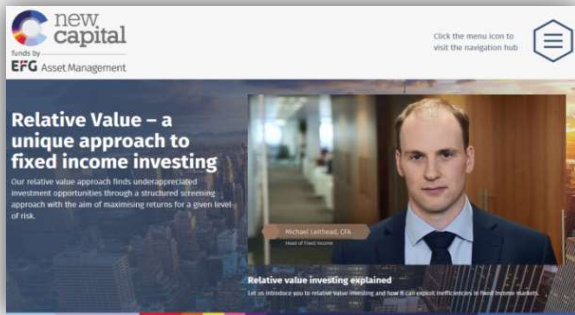 new
capital
funds by
EFG Asset Management
Click the menu icon to
visit the navigation hub
Relative Value – a
unique approach to
fixed income investing
Our relative value approach finds underappreciated
investment opportunities through a structured screening
approach with the aim of maximising returns for a given level
of risk.
Michael Leithead, CFA
Head of Fixed Income
Relative value investing explained
Let us introduce you to relative value investing and how it can exploit inefficiencies in fixed income markets.